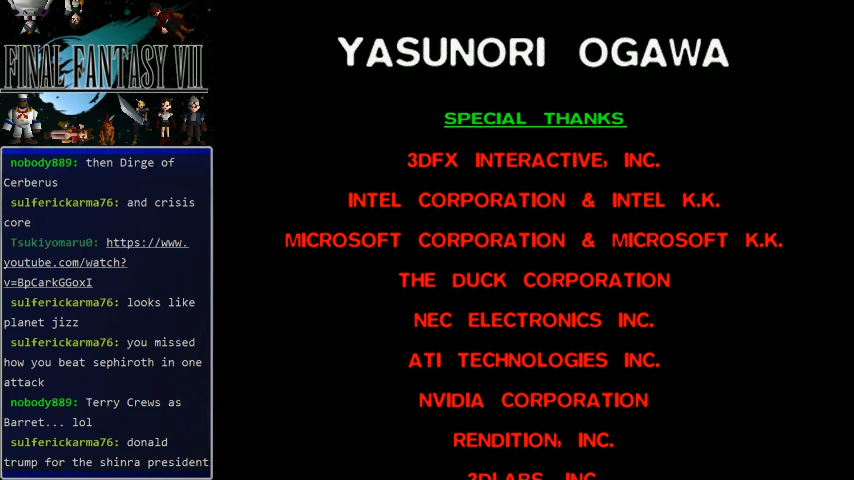 FINAL FANTASY VII
nobody889: then Dirge of
Cerberus
sulferickarma76: and crisis
core
Tsukiyomaru0: https://www.
youtube.com/watch?
v=BpCarkGGoxI
sulferickarma76: looks like
planet jizz
sulferickarma76: you missed
how you beat sephiroth in one
attack
nobody889: Terry Crews as
Barret... lol
sulferickarma76: donald
trump for the shinra president
YASUNORI OGAWA
SPECIAL THANKS
3DFX INTERACTIVE, INC.
INTEL CORPORATION & INTEL K.K.
MICROSOFT CORPORATION & MICROSOFT K.K.
THE DUCK CORPORATION
NEC ELECTRONICS INC.
ATI TECHNOLOGIES INC.
NVIDIA CORPORATION
RENDITION, INC.
3DLABS INC.